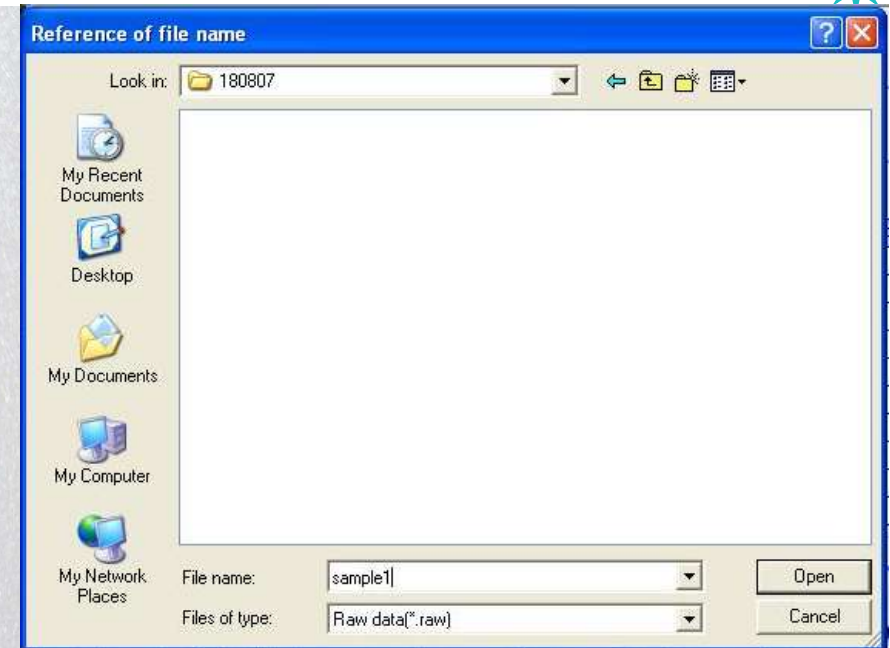 Reference of file name
Look in:
180807
My Recent
Documents
Desktop
My Documents
My Computer
My Network
Places
File name:
sample1
Open
Files of type:
Raw data(*.raw)
Cancel